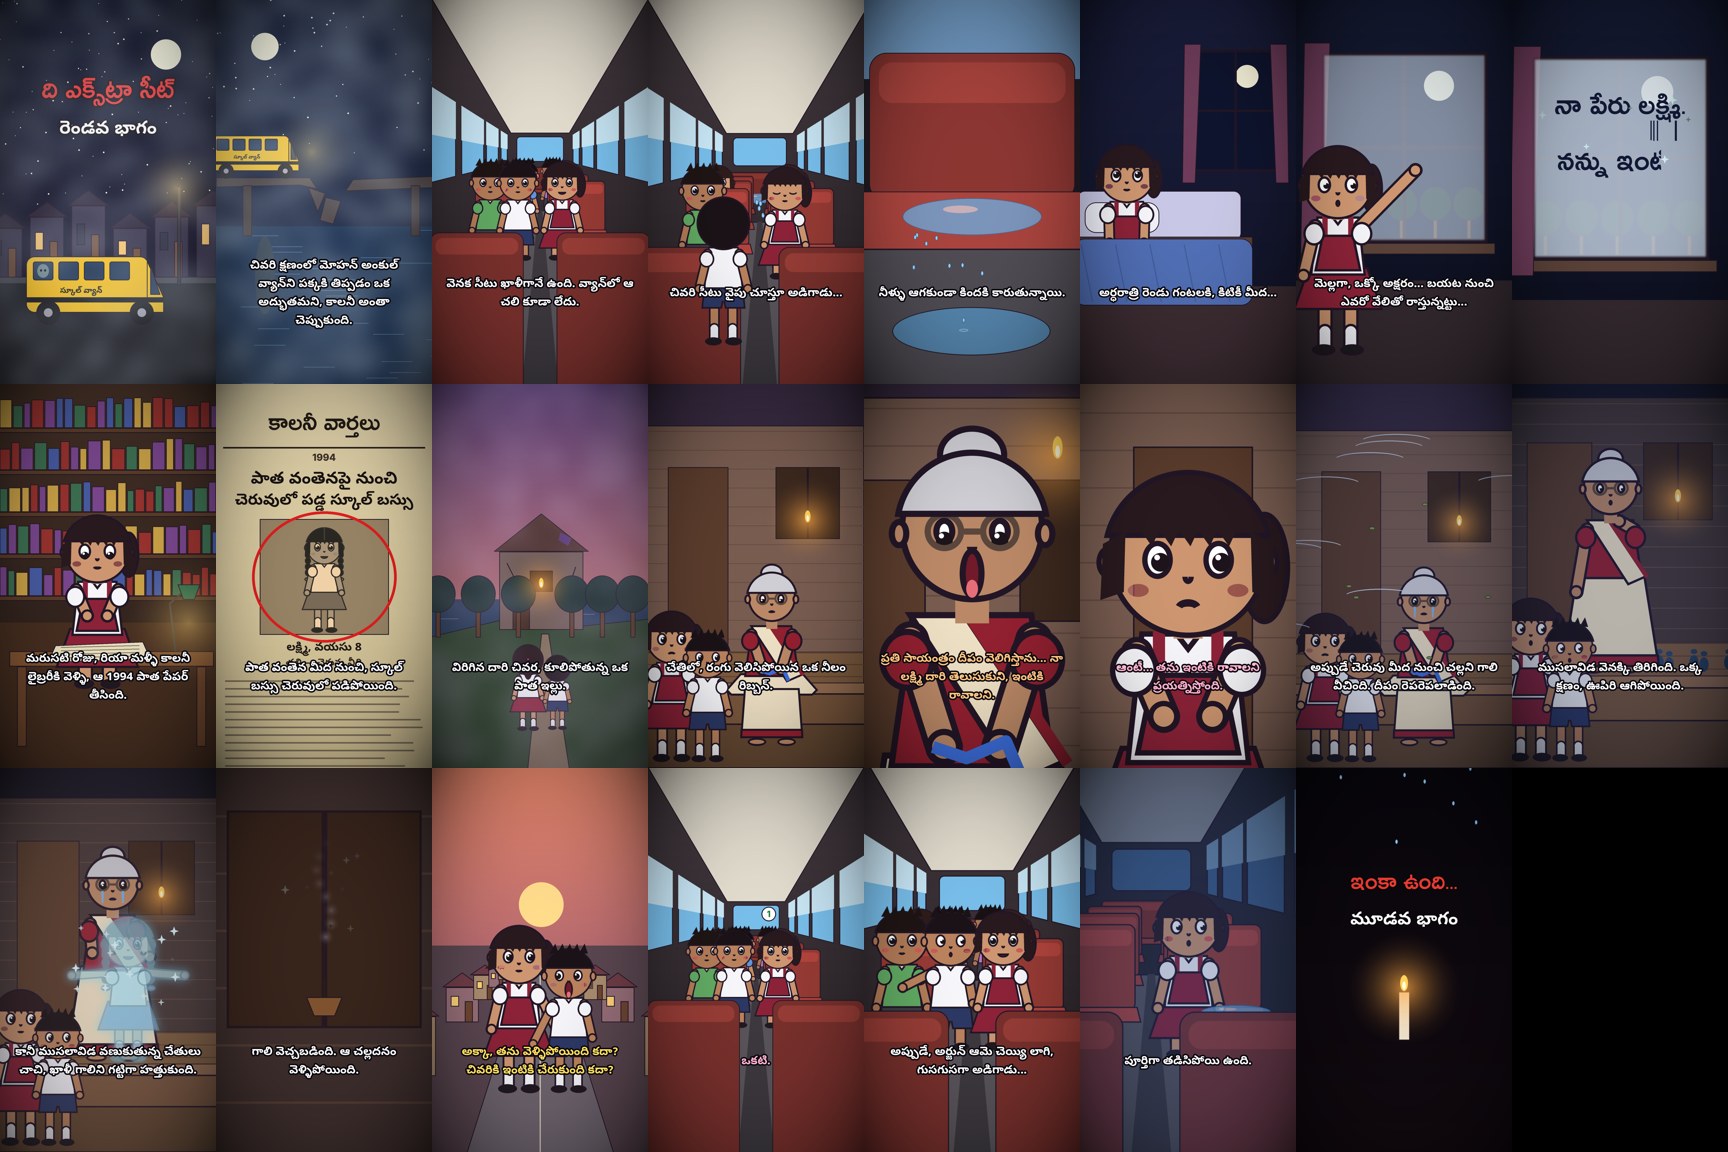 ది ఎక్స్‌ట్రా సీట్
రెండవ భాగం
స్కూల్ వ్యాన్
స్కూల్ వ్యాన్
చివరి క్షణంలో మోహన్ అంకుల్
వ్యాన్‌ని పక్కకి తిప్పడం ఒక
అద్భుతమని, కాలనీ అంతా
చెప్పుకుంది.
వెనక సీటు ఖాళీగానే ఉంది. వ్యాన్‌లో ఆ
చలి కూడా లేదు.
చివరి సీటు వైపు చూస్తూ అడిగాడు...
నీళ్ళు ఆగకుండా కిందకి కారుతున్నాయి.
అర్ధరాత్రి రెండు గంటలకి, కిటికీ మీద...
మెల్లగా, ఒక్కో అక్షరం... బయట నుంచి
ఎవరో వేలితో రాస్తున్నట్టు...
నా పేరు లక్ష్మి.
నన్ను ఇంటి
మరుసటి రోజు, రియా మళ్ళీ కాలనీ
లైబ్రరీకి వెళ్ళి, ఆ 1994 పాత పేపర్
తీసింది.
కాలనీ వార్తలు
1994
పాత వంతెనపై నుంచి
చెరువులో పడ్డ స్కూల్ బస్సు
లక్ష్మి, వయసు 8
పాత వంతెన మీద నుంచి, స్కూల్
బస్సు చెరువులో పడిపోయింది.
విరిగిన దారి చివర, కూలిపోతున్న ఒక
పాత ఇల్లు.
చేతిలో, రంగు వెలిసిపోయిన ఒక నీలం
రిబ్బన్.
ప్రతి సాయంత్రం దీపం వెలిగిస్తాను... నా
లక్ష్మి దారి తెలుసుకుని, ఇంటికి
రావాలని.
ఆంటీ... తను ఇంటికి రావాలని
ప్రయత్నిస్తోంది.
అప్పుడే చెరువు మీద నుంచి చల్లని గాలి
వీచింది. దీపం రెపరెపలాడింది.
ముసలావిడ వెనక్కి తిరిగింది. ఒక్క
క్షణం, ఊపిరి ఆగిపోయింది.
కానీ ముసలావిడ వణుకుతున్న చేతులు
చాచి, ఖాళీ గాలిని గట్టిగా హత్తుకుంది.
గాలి వెచ్చబడింది. ఆ చల్లదనం
వెళ్ళిపోయింది.
అక్కా, తను వెళ్ళిపోయింది కదా?
చివరికి ఇంటికి చేరుకుంది కదా?
1
ఒకటి.
అప్పుడే, అర్జున్ ఆమె చెయ్యి లాగి,
గుసగుసగా అడిగాడు...
పూర్తిగా తడిసిపోయి ఉంది.
ఇంకా ఉంది...
మూడవ భాగం